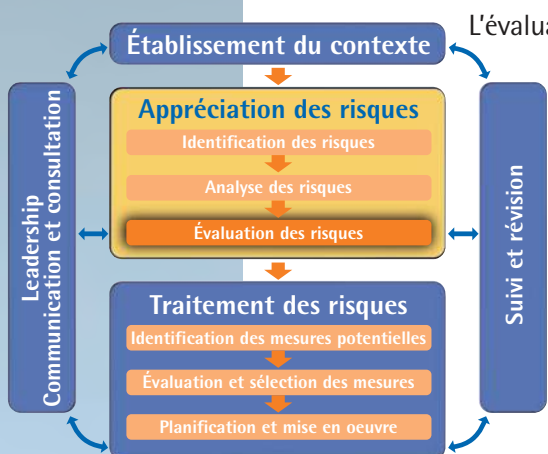 L'évalua
Établissement du contexte
Leadership
Communication et consultation
Appréciation des risques
Identification des risques
Analyse des risques
Évaluation des risques
Suivi et révision
Traitement des risques
Identification des mesures potentielles
Évaluation et sélection des mesures
Planification et mise en oeuvre